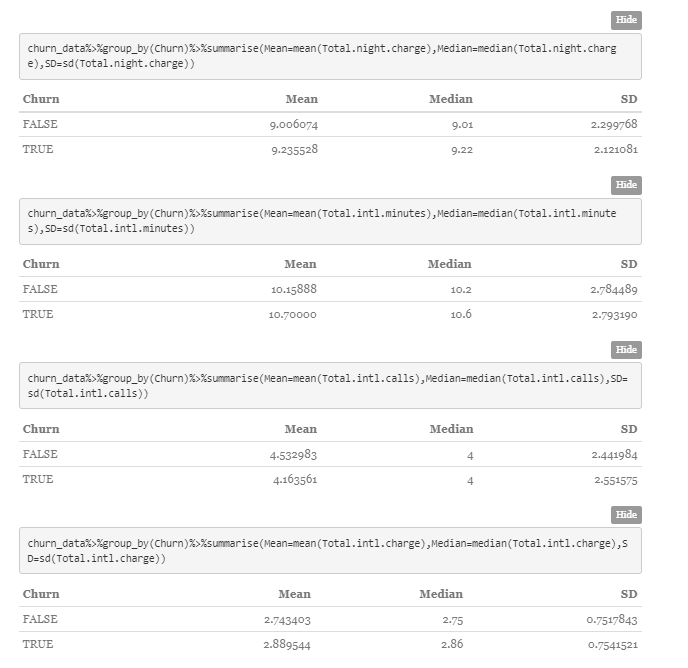 Hide
churn_data%>%group_by(Churn)%>%summarise(Mean=mean(Total.night.charge),Median=median(Total.night.charg
e),SD=sd(Total.night.charge))
Churn Mean Median SD
FALSE 9.006074 9.01 2.299768
TRUE 9.235528 9.22 2.121081
Hide
churn_data%>%group_by(Churn)%>%summarise(Mean=mean(Total.intl.minutes),Median=median(Total.intl.minute
s),SD=sd(Total.intl.minutes))
Churn Mean Median SD
FALSE 10.15888 10.2 2.784489
TRUE 10.70000 10.6 2.793190
Hide
churn_data%>%group_by(Churn)%>%summarise(Mean=mean(Total.intl.calls),Median=median(Total.intl.calls),SD=
sd(Total.intl.calls))
Churn Mean Median SD
FALSE 4.532983 4 2.441984
TRUE 4.163561 4 2.551575
Hide
churn_data%>%group_by(Churn)%>%summarise(Mean=mean(Total.intl.charge),Median=median(Total.intl.charge),S
D=sd(Total.intl.charge))
Churn Mean Median SD
FALSE 2.743403 2.75 0.7517843
TRUE 2.889544 2.86 0.7541521